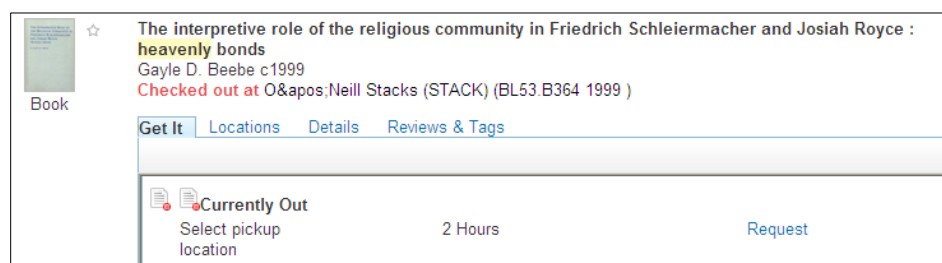 The interpretive role of the religious community in Friedrich Schleiermacher and Josiah Royce :
heavenly bonds
Gayle D. Beebe c1999
Checked out at O&apos;Neill Stacks (STACK) (BL53.B364 1999 )
Book
Get It Locations Details Reviews & Tags
Currently Out
Select pickup location 2 Hours Request